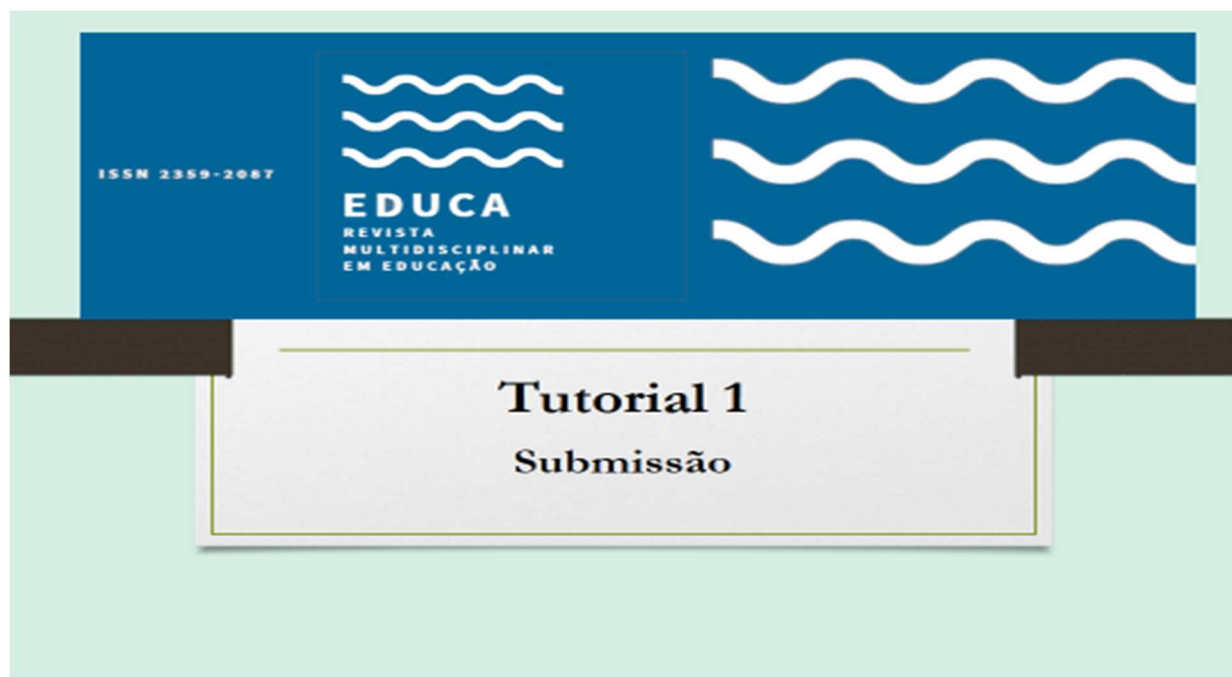 ISSN 2359-2087
EDUCA
REVISTA
MULTIDISCIPLINAR
EM EDUCAÇÃO
Tutorial 1
Submissão